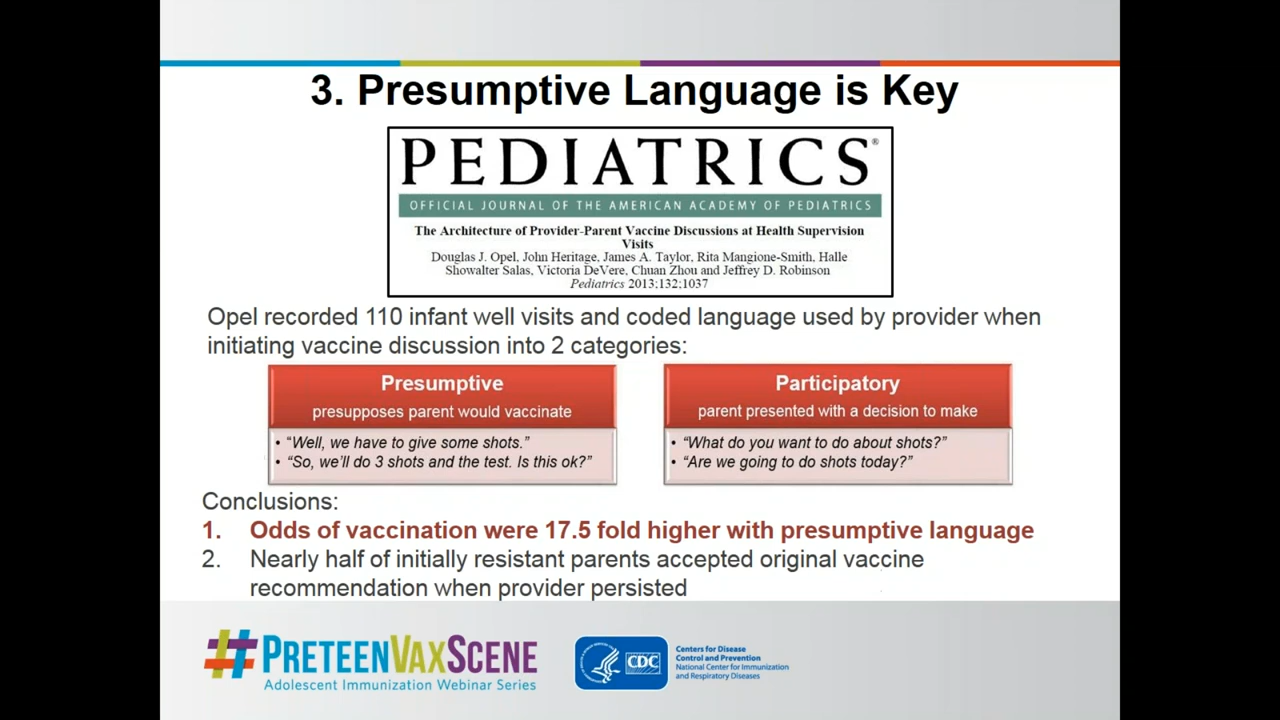 3. Presumptive Language is Key
PEDIATRICS®
OFFICIAL JOURNAL OF THE AMERICAN ACADEMY OF PEDIATRICS
The Architecture of Provider-Parent Vaccine Discussions at Health Supervision
Visits
Douglas J. Opel, John Heritage, James A. Taylor, Rita Mangione-Smith, Halle
Showalter Salas, Victoria DeVere, Chuan Zhou and Jeffrey D. Robinson
Pediatrics 2013;132;1037
Opel recorded 110 infant well visits and coded language used by provider when
initiating vaccine discussion into 2 categories:
Presumptive
presupposes parent would vaccinate
• “Well, we have to give some shots.”
• “So, we’ll do 3 shots and the test. Is this ok?”
Participatory
parent presented with a decision to make
• “What do you want to do about shots?”
• “Are we going to do shots today?”
Conclusions:
1. Odds of vaccination were 17.5 fold higher with presumptive language
2. Nearly half of initially resistant parents accepted original vaccine
recommendation when provider persisted
#PRETEENVAXSCENE
Adolescent Immunization Webinar Series
CDC
Centers for Disease
Control and Prevention
National Center for Immunization
and Respiratory Diseases